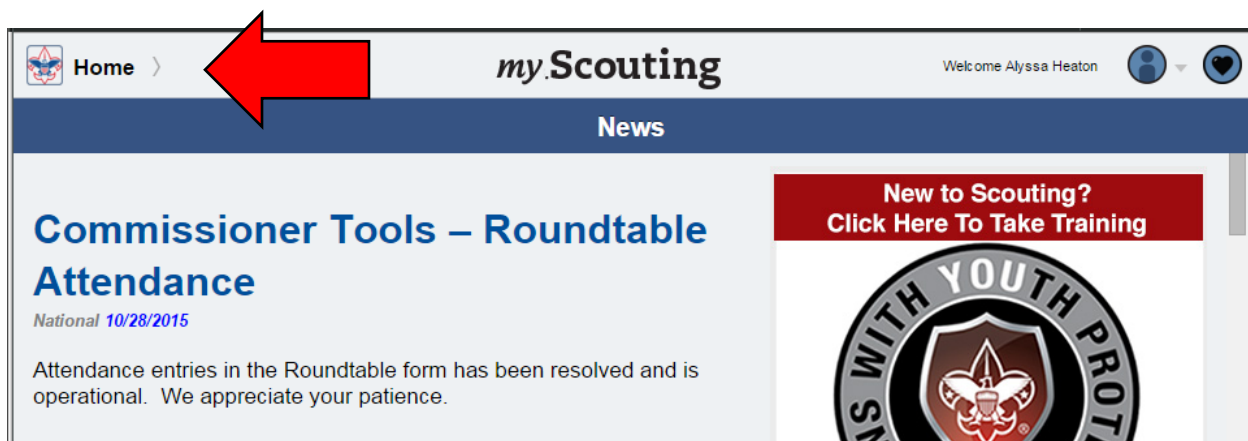 Home
my.Scouting
Welcome Alyssa Heaton
News
Commissioner Tools – Roundtable
Attendance
National 10/28/2015
Attendance entries in the Roundtable form has been resolved and is
operational.  We appreciate your patience.
New to Scouting?
Click Here To Take Training
WITH YOUTH